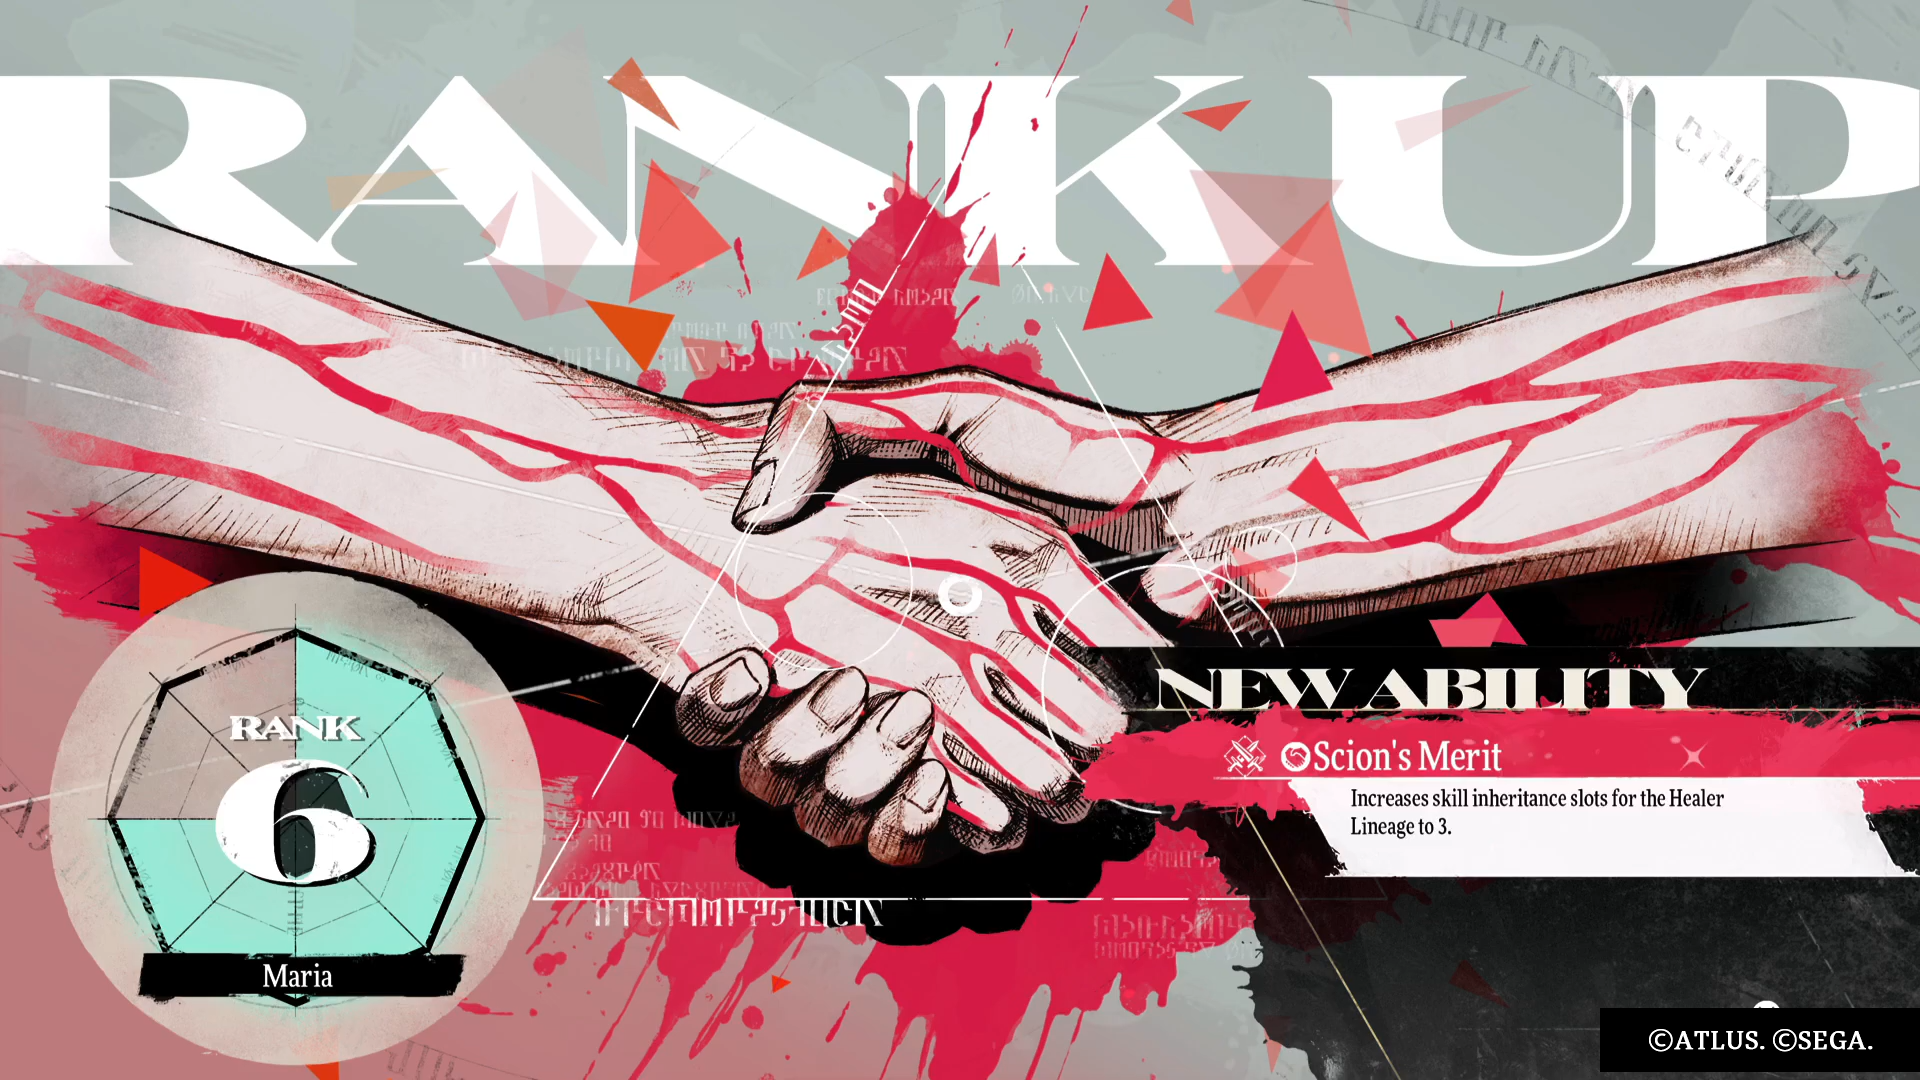 RANK UP
RANK
6
Maria
NEW ABILITY
Scion's Merit
Increases skill inheritance slots for the Healer
Lineage to 3.
©ATLUS. ©SEGA.